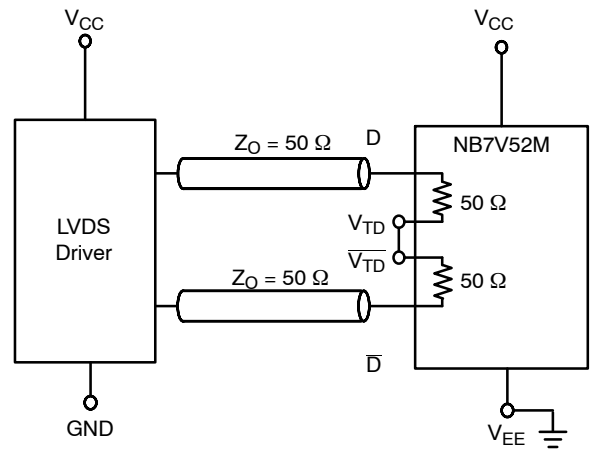 V_CC
V_CC
Z_O = 50 Ω
D
NB7V52M
50 Ω
V_TD
LVDS
Driver
V̅_T̅D̅
Z_O = 50 Ω
50 Ω
D̅
GND
V_EE